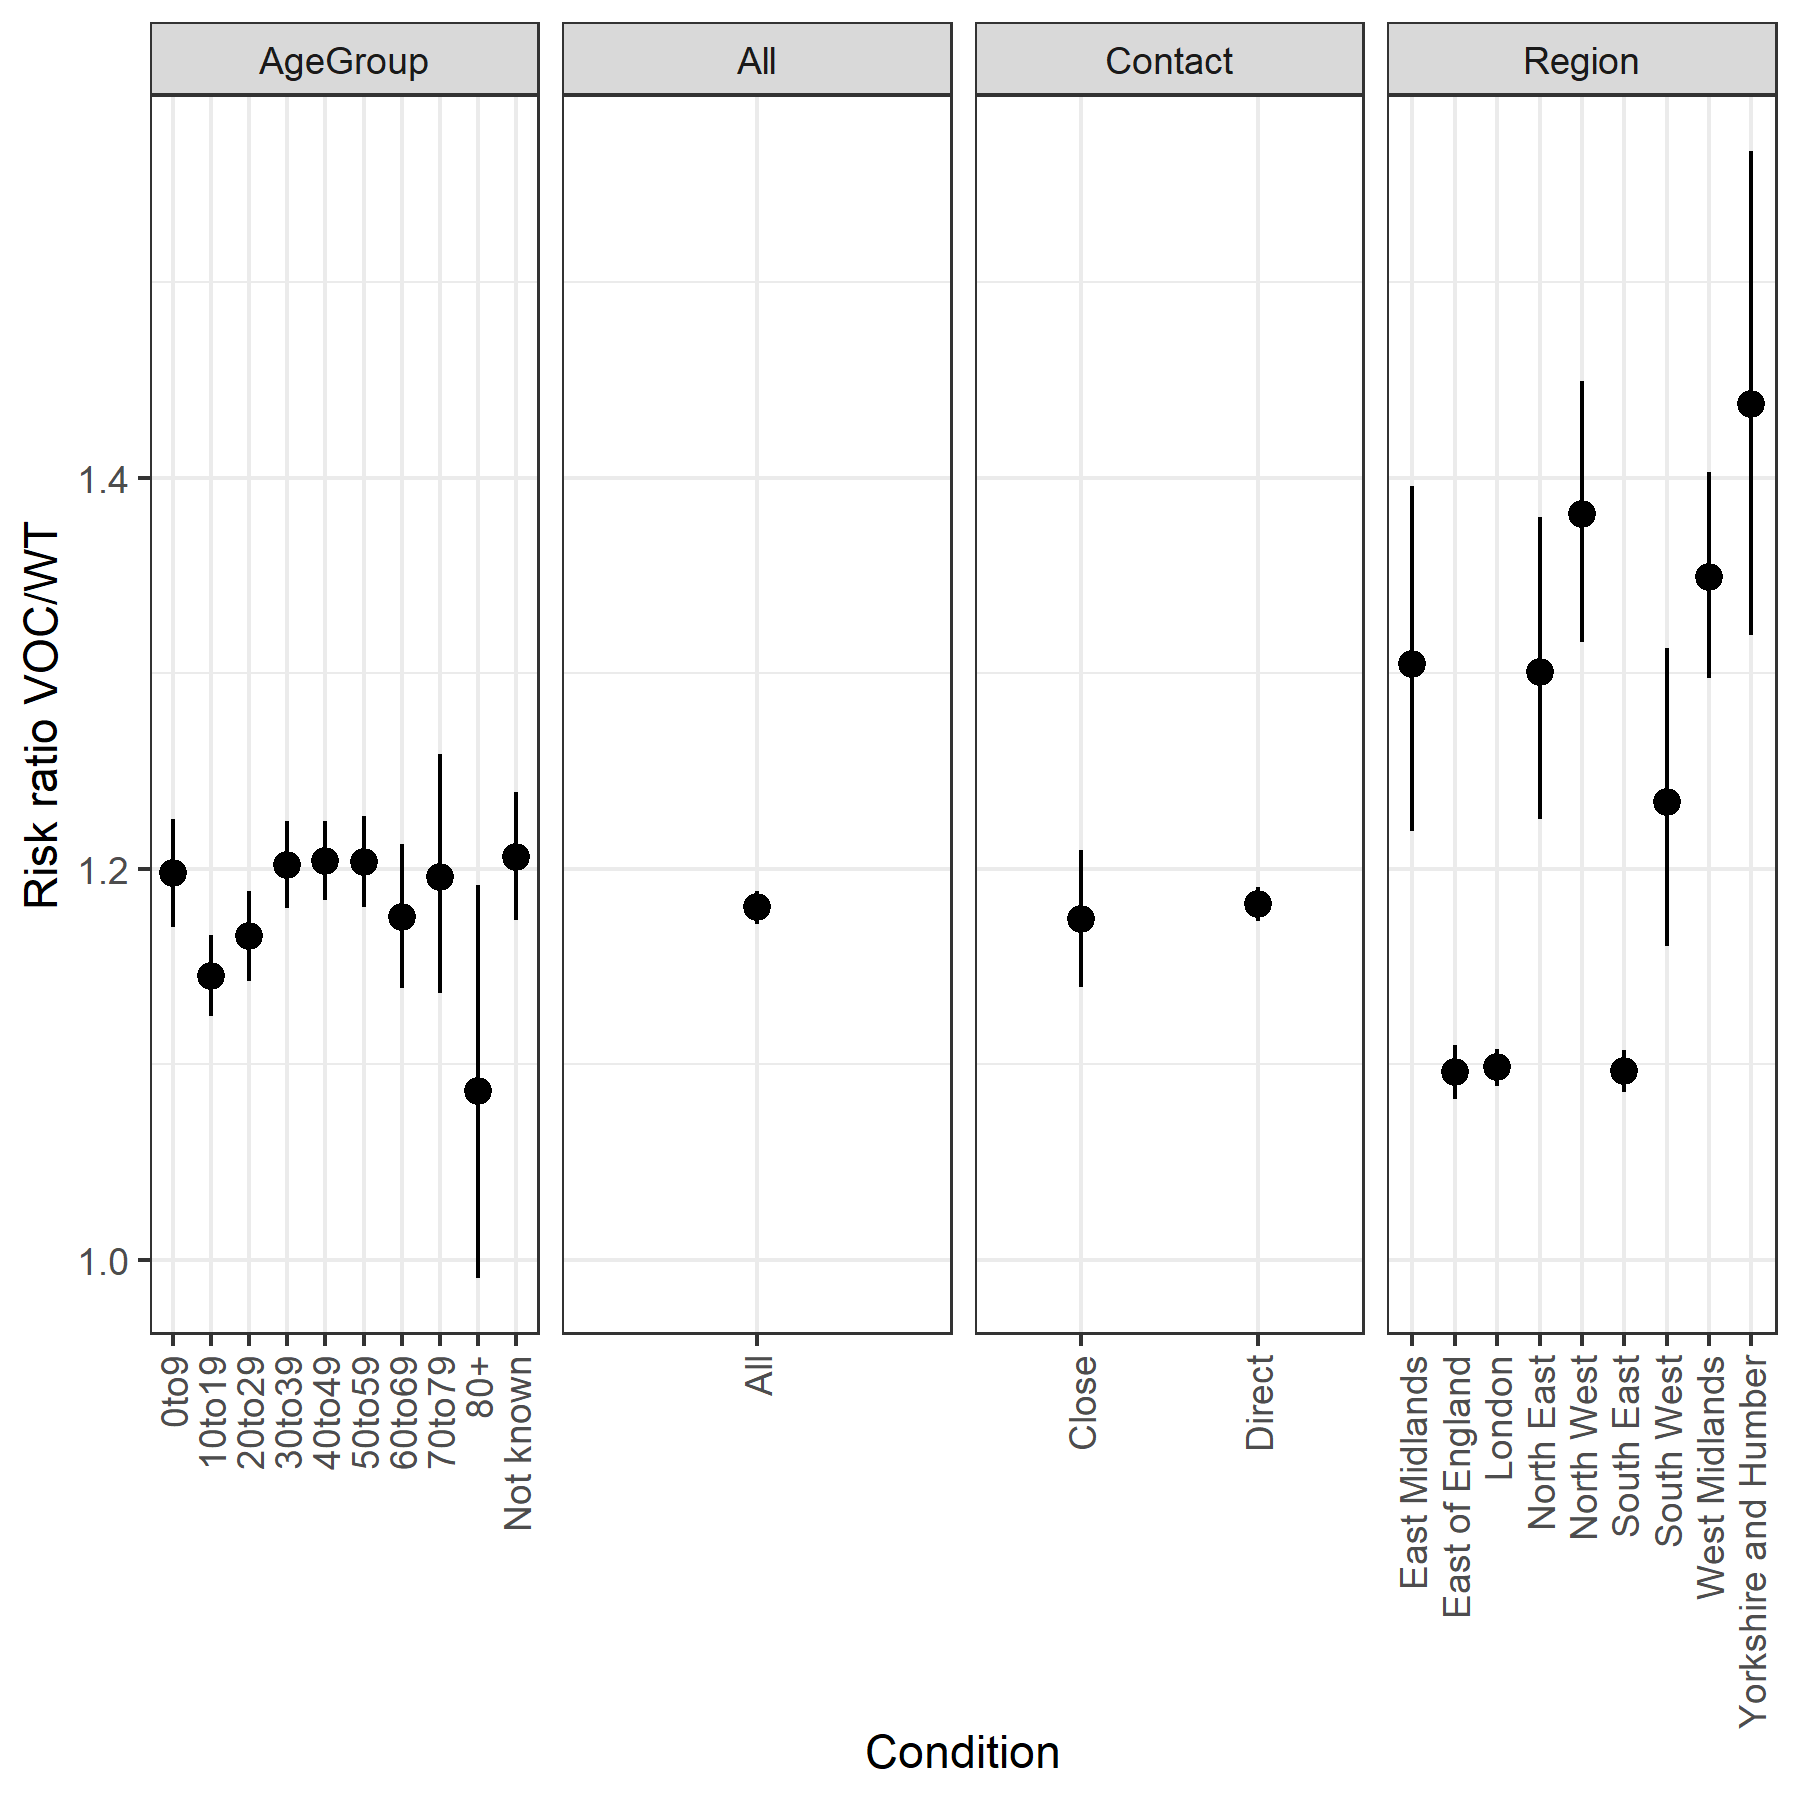 AgeGroup
All
Contact
Region
Risk ratio VOC/WT
1.4
1.2
1.0
0to9
10to19
20to29
30to39
40to49
50to59
60to69
70to79
80+
Not known
All
Close
Direct
East Midlands
East of England
London
North East
North West
South East
South West
West Midlands
Yorkshire and Humber
Condition